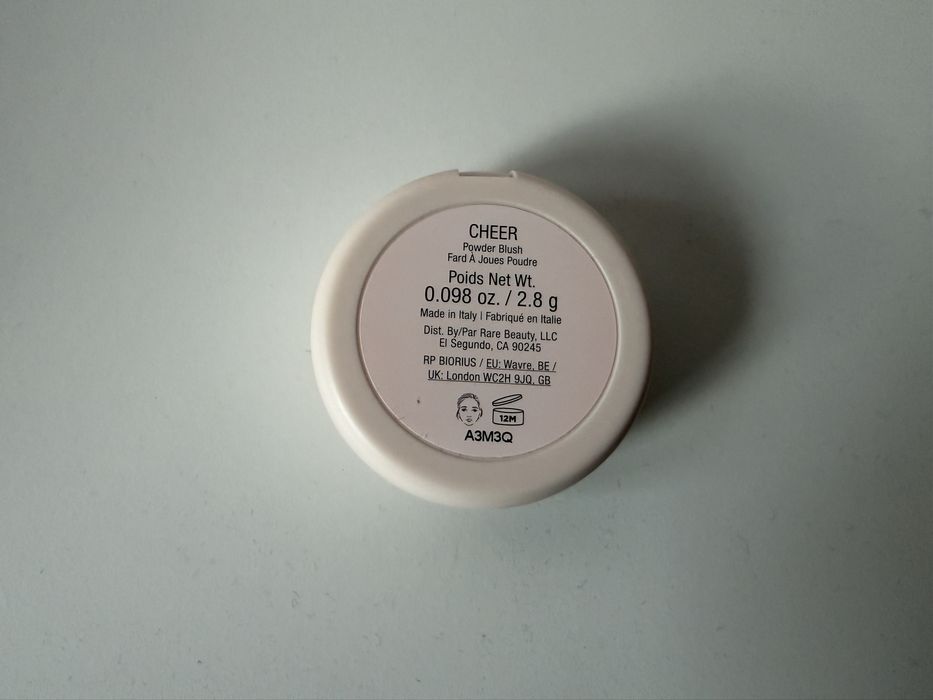 CHEER
Powder Blush
Fard À Joues Poudre
Poids Net Wt.
0.098 oz. / 2.8 g
Made in Italy | Fabriqué en Italie
Dist. By/Par Rare Beauty, LLC
El Segundo, CA 90245
RP BIORIUS / EU: Wavre, BE /
UK: London WC2H 9JQ, GB
12M
A3M3Q